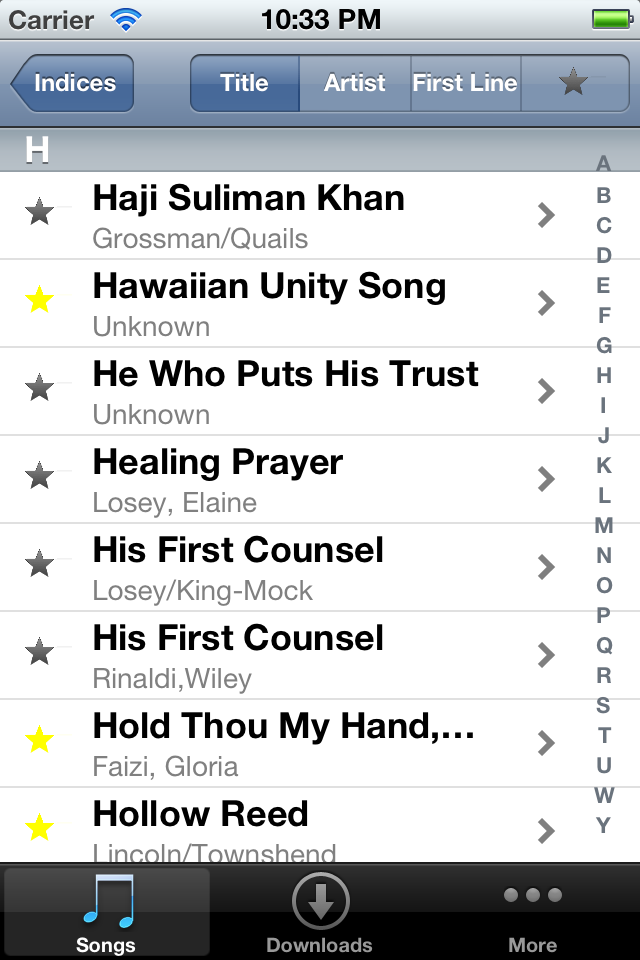 Carrier 10:33 PM
Indices Title Artist First Line
H
Haji Suliman Khan
Grossman/Quails
Hawaiian Unity Song
Unknown
He Who Puts His Trust
Unknown
Healing Prayer
Losey, Elaine
His First Counsel
Losey/King-Mock
His First Counsel
Rinaldi,Wiley
Hold Thou My Hand,...
Faizi, Gloria
Hollow Reed
Lincoln/Townshend
A
B
C
D
E
F
G
H
I
J
K
L
M
N
O
P
Q
R
S
T
U
W
Y
Songs Downloads More